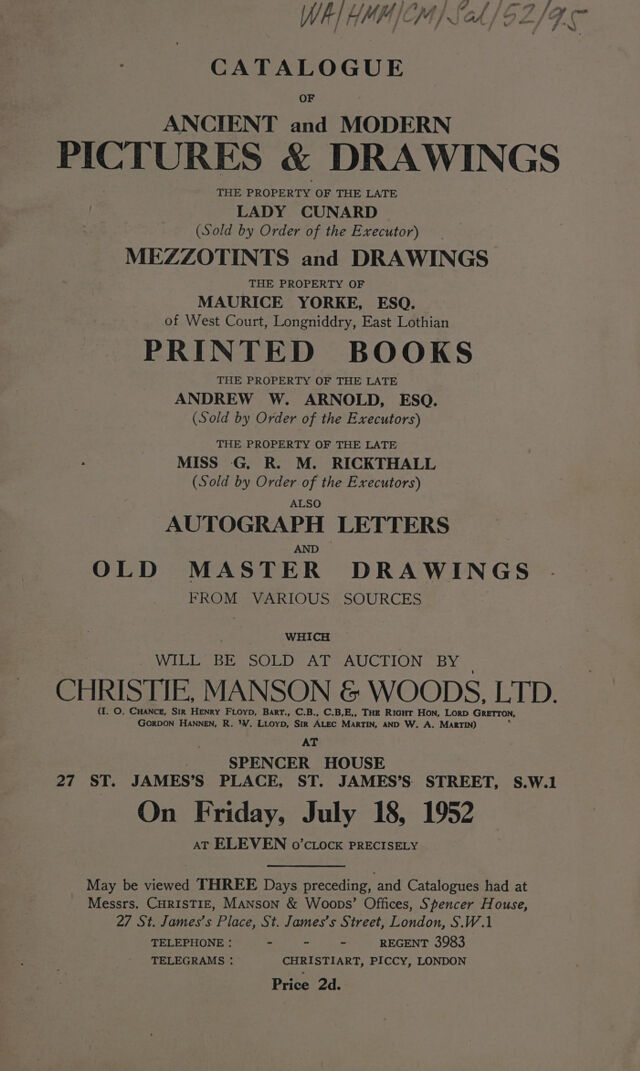 WA/HMM/CM/Sal/52/95
CATALOGUE
OF
ANCIENT and MODERN
PICTURES & DRAWINGS
THE PROPERTY OF THE LATE
LADY CUNARD
(Sold by Order of the Executor)
MEZZOTINTS and DRAWINGS
THE PROPERTY OF
MAURICE YORKE, ESQ.
of West Court, Longniddry, East Lothian
PRINTED BOOKS
THE PROPERTY OF THE LATE
ANDREW W. ARNOLD, ESQ.
(Sold by Order of the Executors)
THE PROPERTY OF THE LATE
MISS G. R. M. RICKTHALL
(Sold by Order of the Executors)
ALSO
AUTOGRAPH LETTERS
AND
OLD MASTER DRAWINGS
FROM VARIOUS SOURCES
WHICH
WILL BE SOLD AT AUCTION BY
CHRISTIE, MANSON & WOODS, LTD.
(I. O. CHANCE, SIR HENRY FLOYD, BART., C.B., C.B.E., THE RIGHT HON. LORD GRETTON,
GORDON HANNEN, R. W. LLOYD, SIR ALEC MARTIN, AND W. A. MARTIN)
AT
SPENCER HOUSE
27 ST. JAMES'S PLACE, ST. JAMES'S STREET, S.W.1
On Friday, July 18, 1952
AT ELEVEN O'CLOCK PRECISELY
May be viewed THREE Days preceding, and Catalogues had at
Messrs. CHRISTIE, MANSON & WOODS' Offices, Spencer House,
27 St. James's Place, St. James's Street, London, S.W.1
TELEPHONE : - - - REGENT 3983
TELEGRAMS : CHRISTIART, PICCY, LONDON
Price 2d.